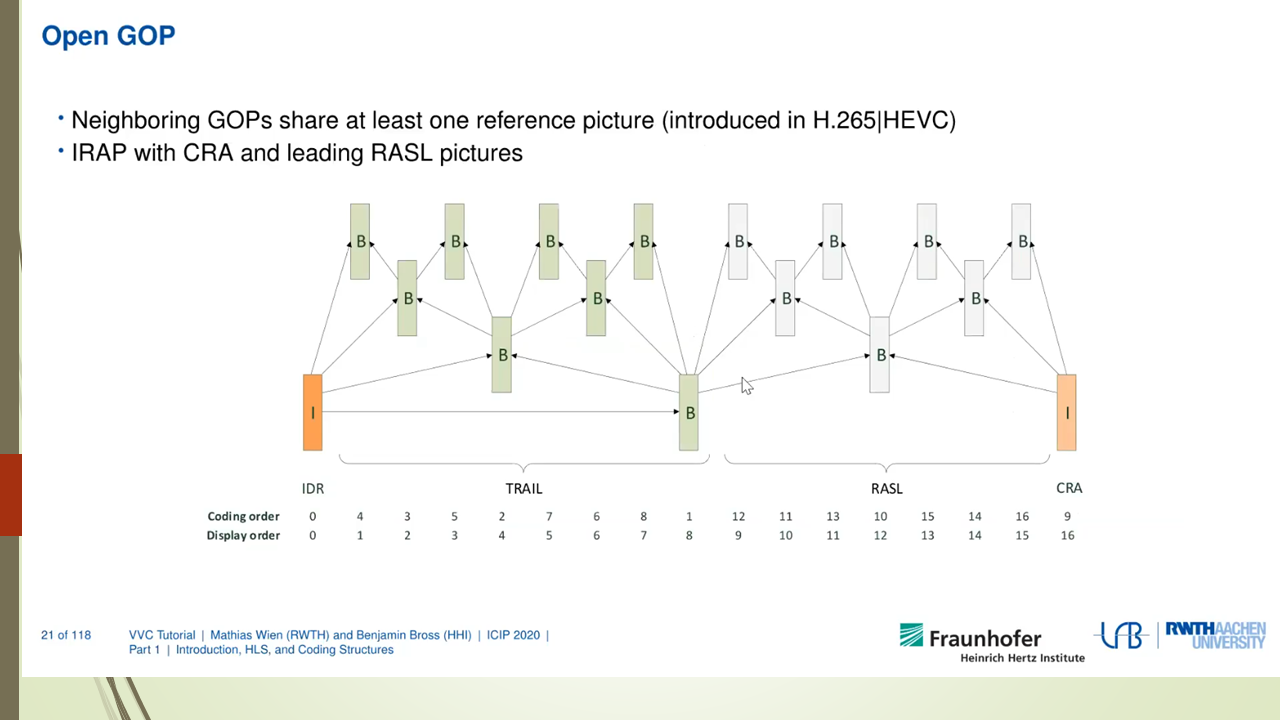 Open GOP
• Neighboring GOPs share at least one reference picture (introduced in H.265|HEVC)
• IRAP with CRA and leading RASL pictures
B B B B B B B B
B B B B
B B
I B I
IDR TRAIL RASL CRA
Coding order 0 4 3 5 2 7 6 8 1 12 11 13 10 15 14 16 9
Display order 0 1 2 3 4 5 6 7 8 9 10 11 12 13 14 15 16
21 of 118 VVC Tutorial | Mathias Wien (RWTH) and Benjamin Bross (HHI) | ICIP 2020 |
Part 1 | Introduction, HLS, and Coding Structures
Fraunhofer
Heinrich Hertz Institute
RWTHAACHEN
UNIVERSITY